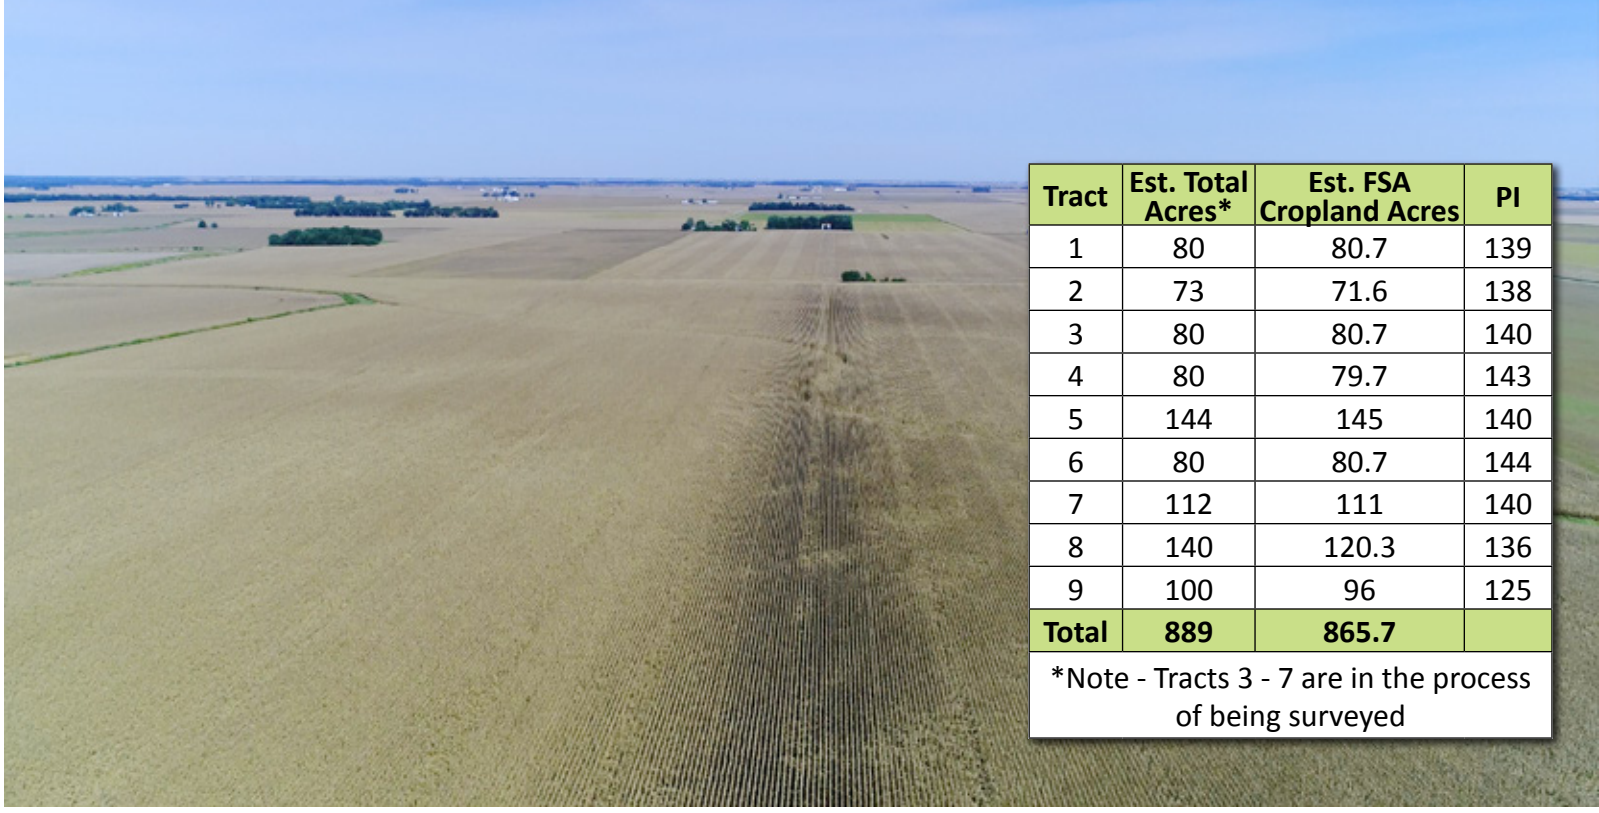 Tract Est. Total Acres* Est. FSA Cropland Acres PI
1 80 80.7 139
2 73 71.6 138
3 80 80.7 140
4 80 79.7 143
5 144 145 140
6 80 80.7 144
7 112 111 140
8 140 120.3 136
9 100 96 125
Total 889 865.7
*Note - Tracts 3 - 7 are in the process
of being surveyed